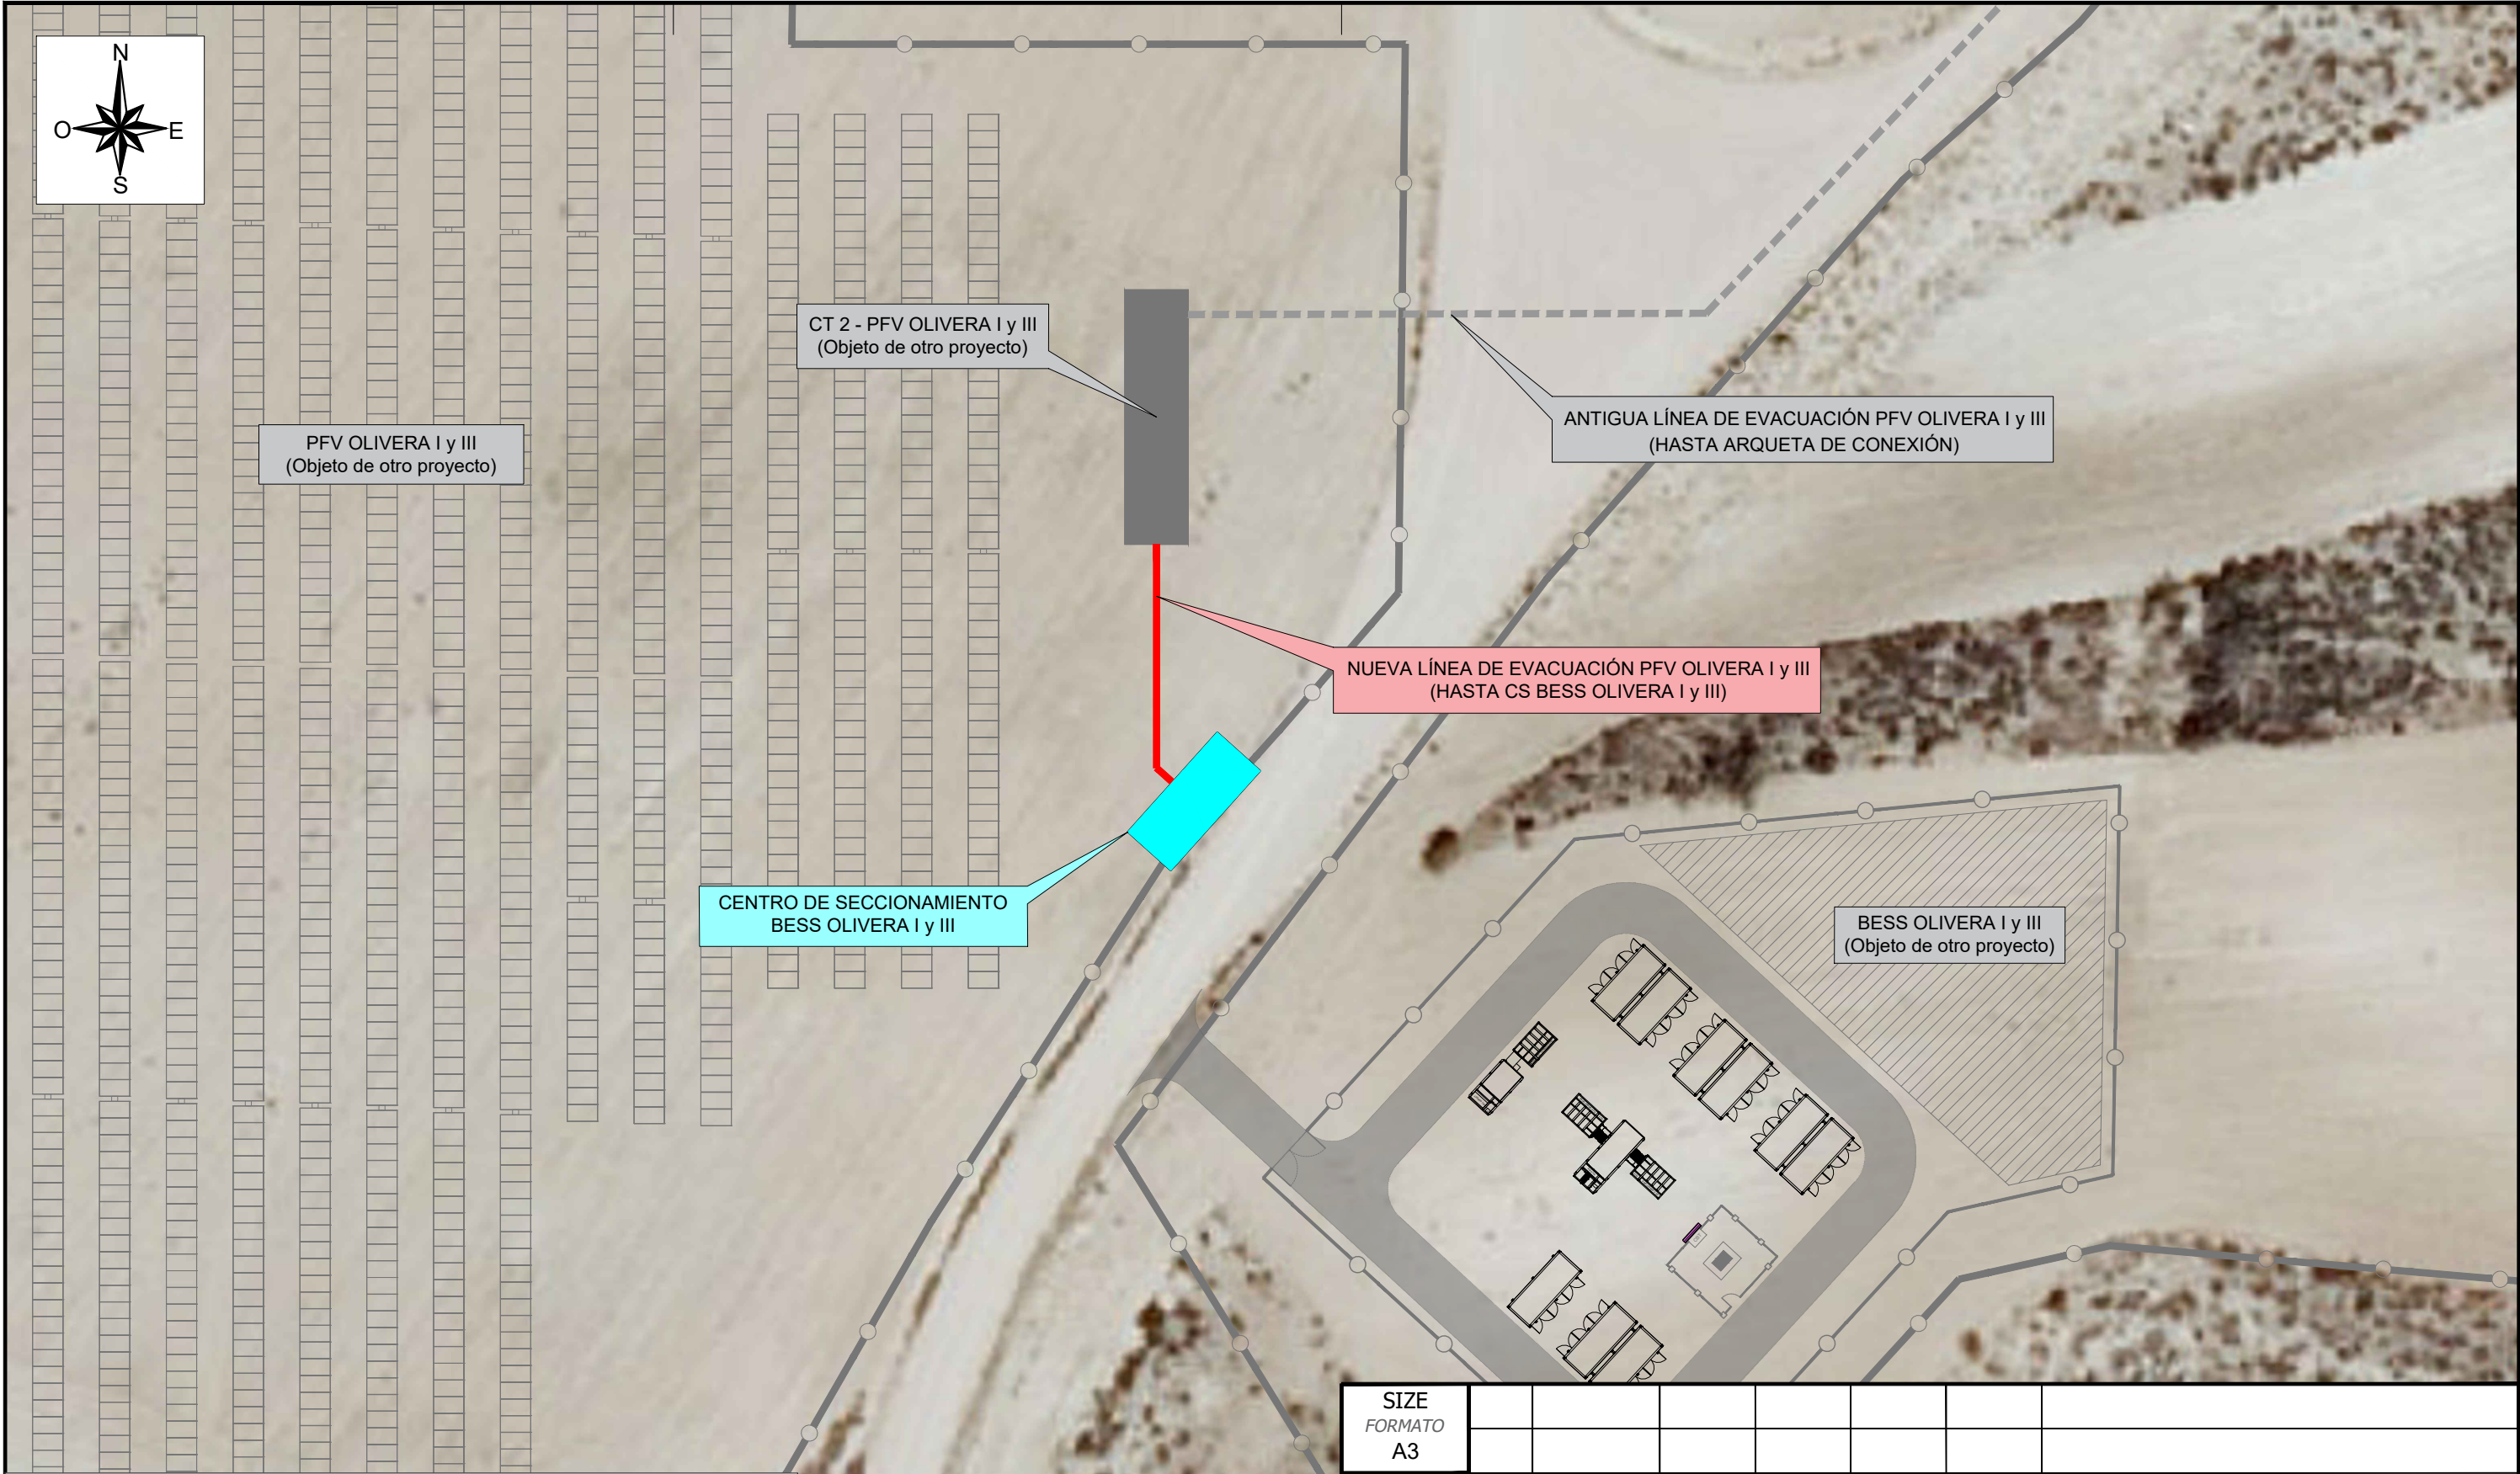 N
O
E
S
CT 2 - PFV OLIVERA I y III
(Objeto de otro proyecto)
PFV OLIVERA I y III
(Objeto de otro proyecto)
ANTIGUA LÍNEA DE EVACUACIÓN PFV OLIVERA I y III
(HASTA ARQUETA DE CONEXIÓN)
NUEVA LÍNEA DE EVACUACIÓN PFV OLIVERA I y III
(HASTA CS BESS OLIVERA I y III)
CENTRO DE SECCIONAMIENTO
BESS OLIVERA I y III
BESS OLIVERA I y III
(Objeto de otro proyecto)
SIZE
FORMATO
A3